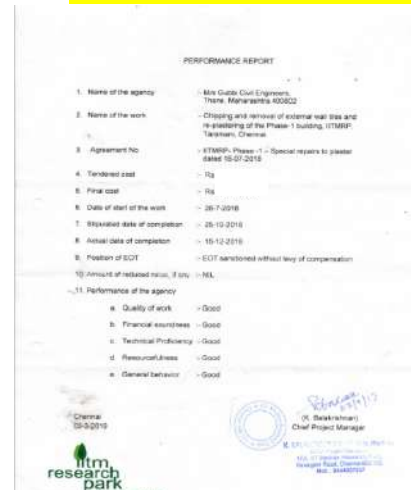 PERFORMANCE REPORT
1. Name of the agency :- M/s Gubbi Civil Engineers,
Thane, Maharashtra 400602
2. Name of the work :- Chipping and removal of external wall tiles and
re-plastering of the Phase-1 building, IITMRP,
Taramani, Chennai
3. Agreement No :- IITMRP- Phase -1 – Special repairs to plaster
dated 16-07-2018
4. Tendered cost :- Rs
5. Final cost :- Rs
6. Date of start of the work :- 26-7-2018
7. Stipulated date of completion :- 25-10-2018
8. Actual date of completion :- 15-12-2018
9. Position of EOT :- EOT sanctioned without levy of compensation
10. Amount of reduced rates, if any :- NIL
11. Performance of the agency
a. Quality of work :- Good
b. Financial soundness :- Good
c. Technical Proficiency :- Good
d. Resourcefulness :- Good
e. General behavior :- Good
Chennai
(K. Balakrishnan)
Chief Project Manager
iitm
research
park